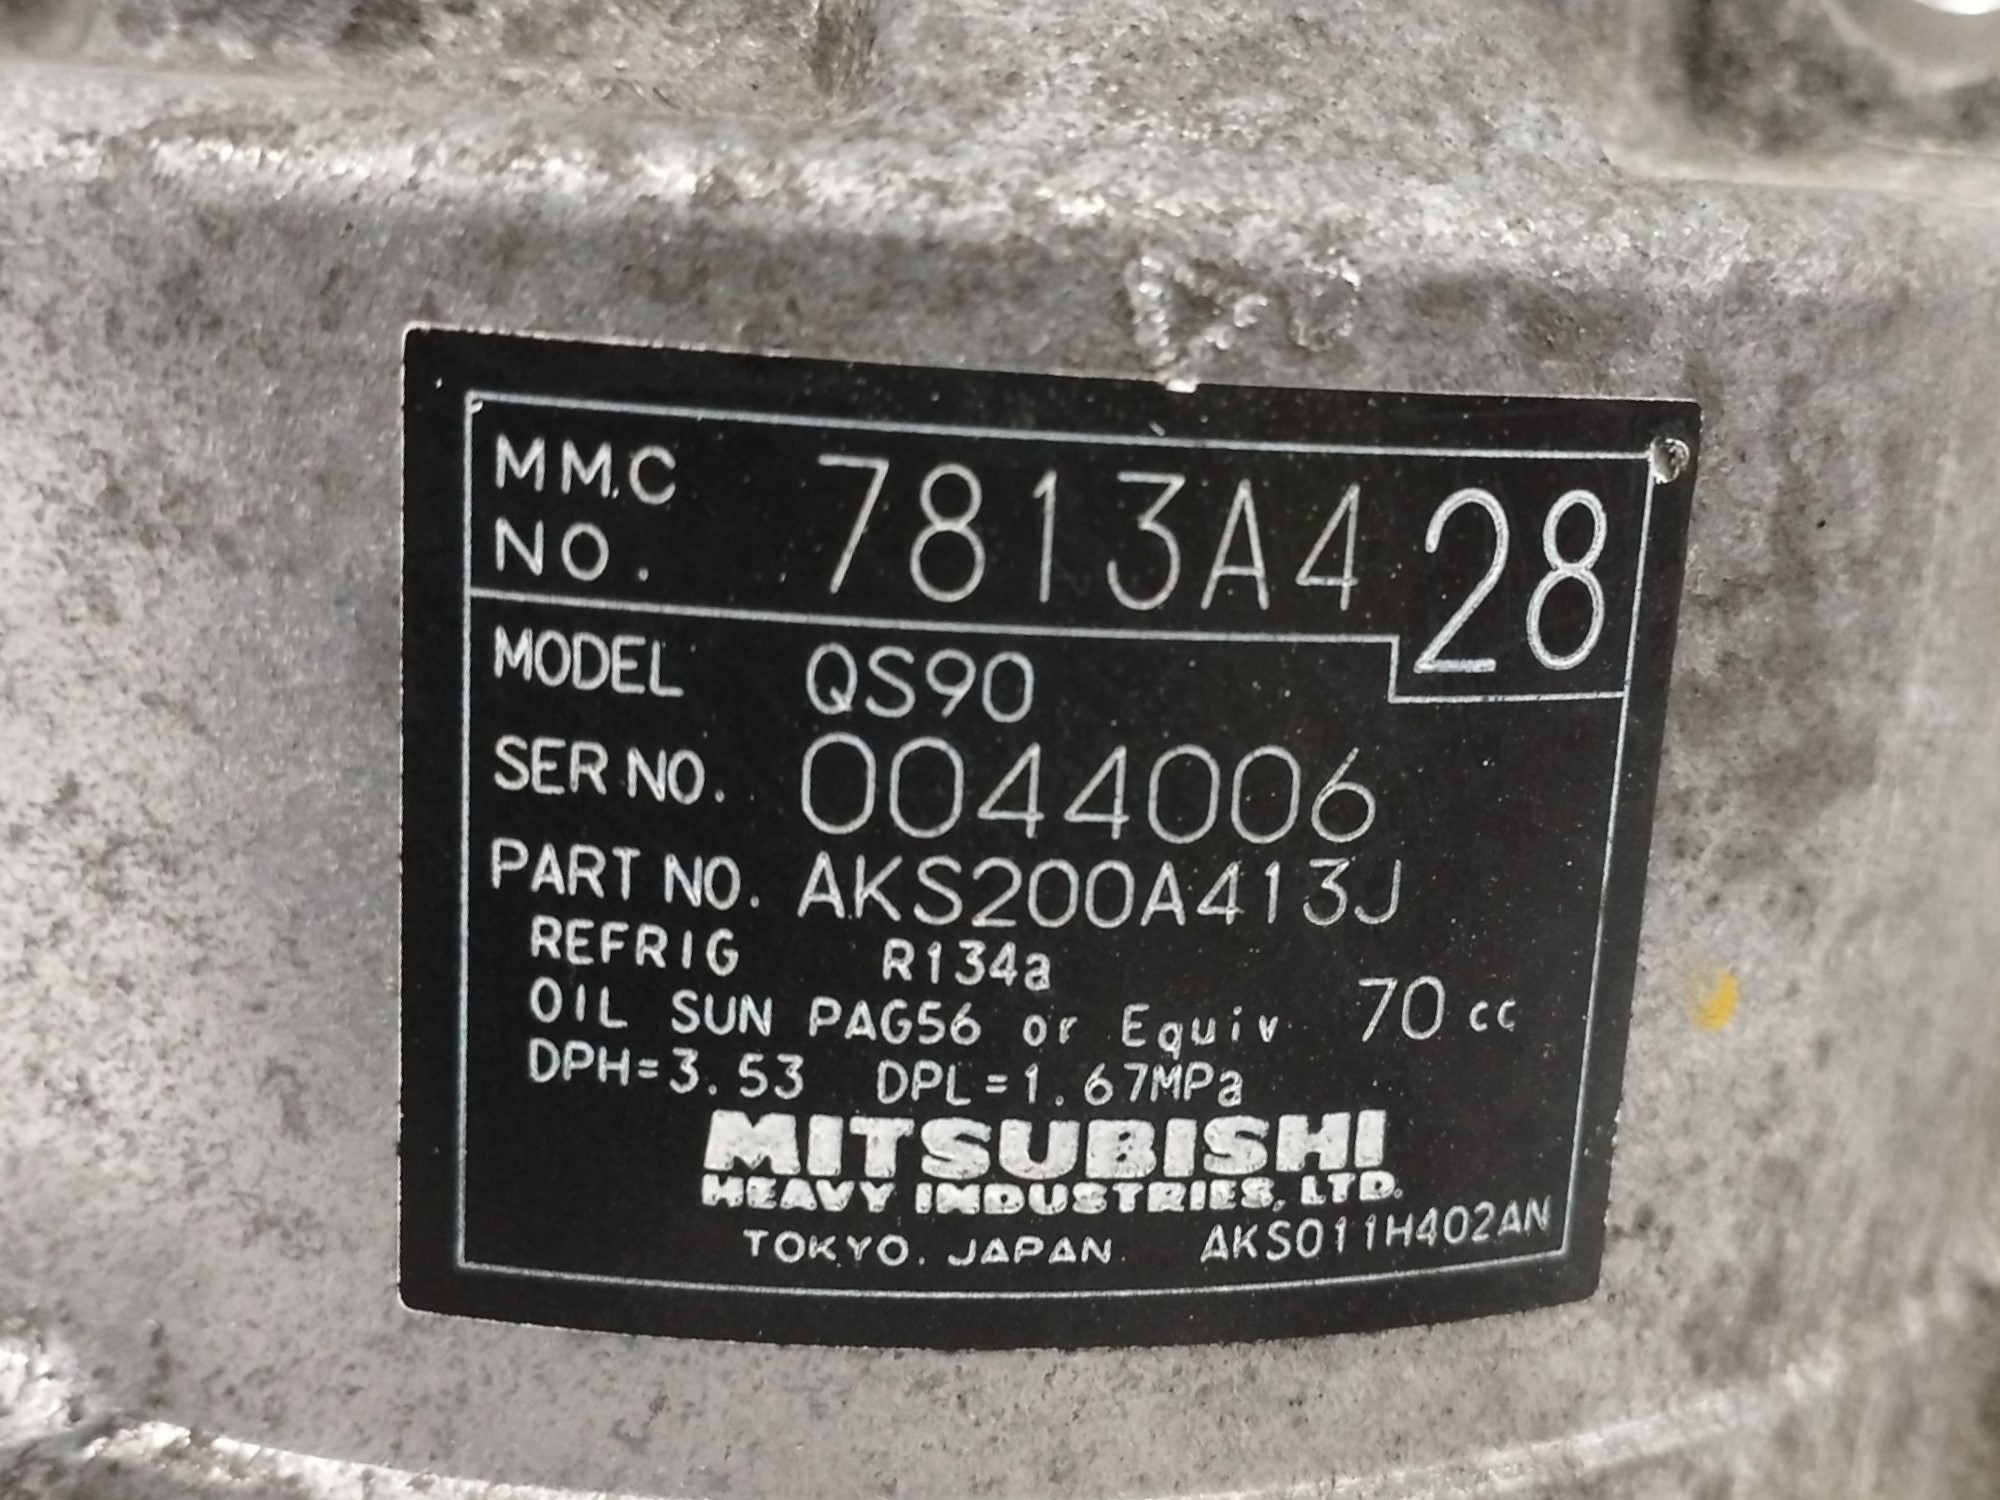 M.M.C NO. 7813A428
MODEL QS90
SER NO. 0044006
PART NO. AKS200A413J
REFRIG R134a
OIL SUN PAG56 or Equiv 70 cc
DPH=3.53 DPL=1.67MPa
MITSUBISHI
HEAVY INDUSTRIES, LTD.
TOKYO. JAPAN. AKS011H402AN